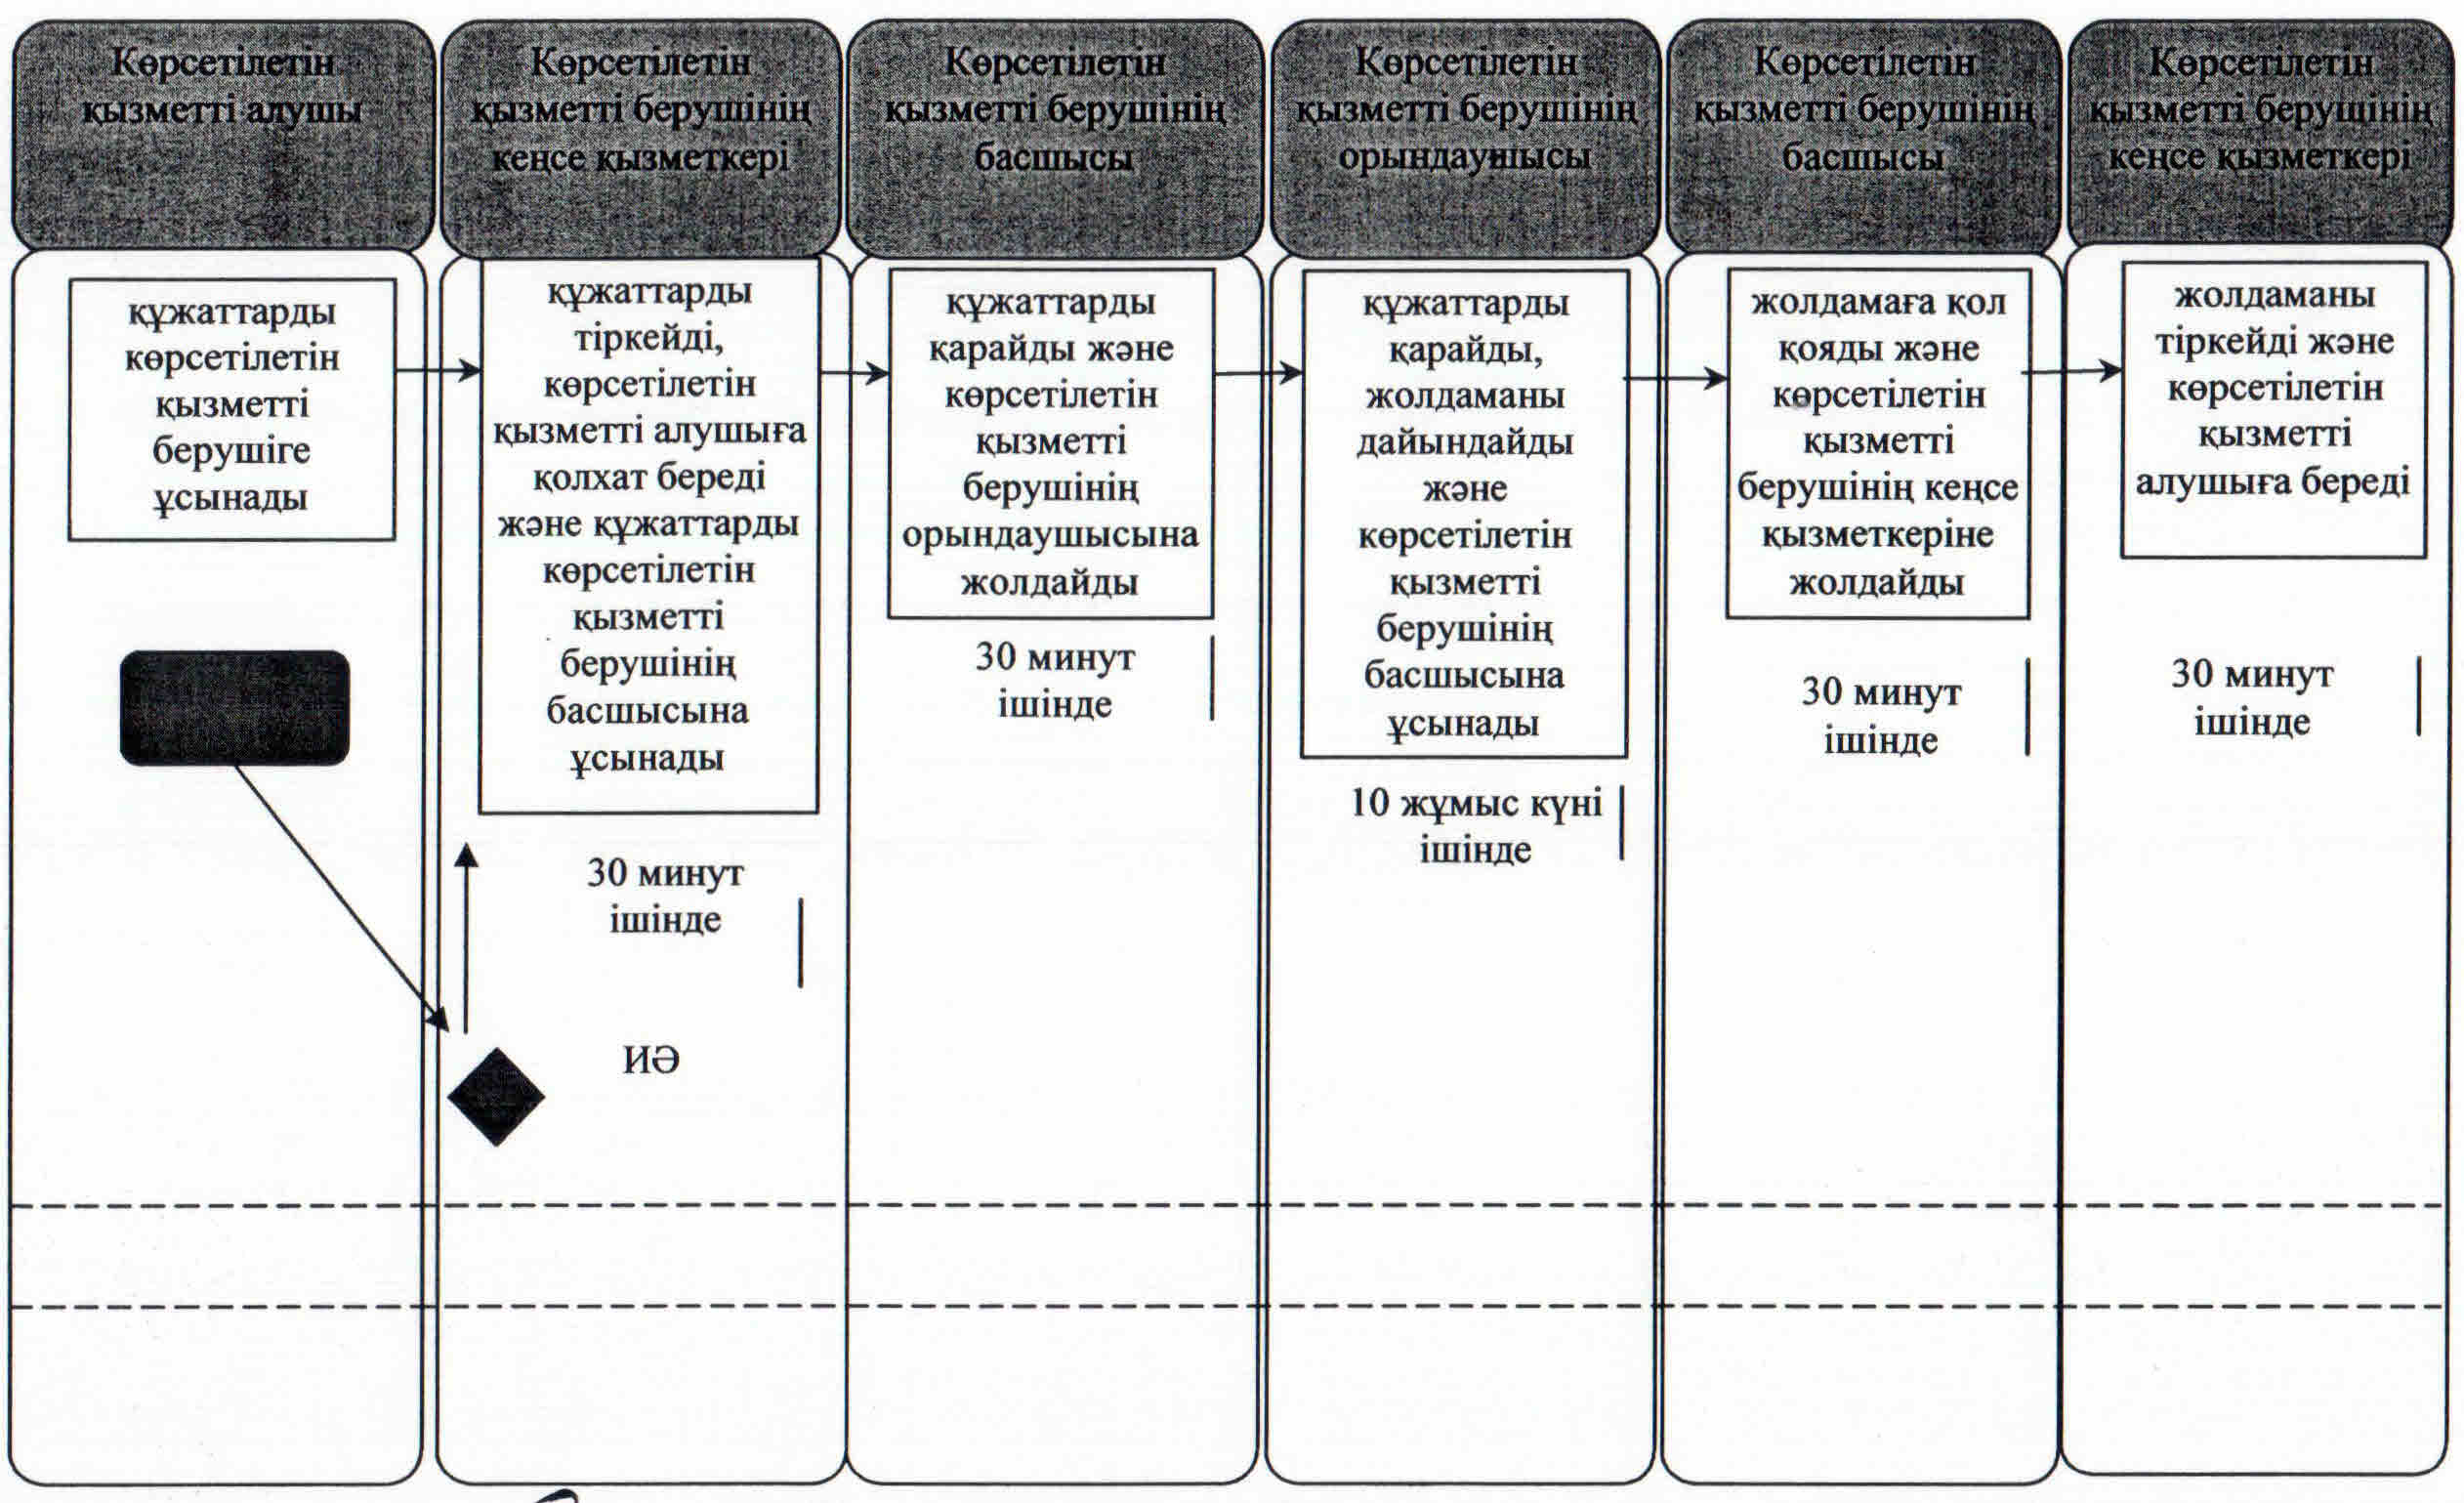 Көрсетілетін
қызметті алушы
Көрсетілетін
қызметті берушінің
кеңсе қызметкері
Көрсетілетін
қызметті берушінің
басшысы
Көрсетілетін
қызметті берушінің
орындаушысы
Көрсетілетін
қызметті берушінің
басшысы
Көрсетілетін
қызметті берушінің
кеңсе қызметкері
құжаттарды
көрсетілетін
қызметті
берушіге
ұсынады
құжаттарды
тіркейді,
көрсетілетін
қызметті алушыға
қолхат береді
және құжаттарды
көрсетілетін
қызметті
берушінің
басшысына
ұсынады
30 минут
ішінде
иә
құжаттарды
қарайды және
көрсетілетін
қызметті
берушінің
орындаушысына
жолдайды
30 минут
ішінде
құжаттарды
қарайды,
жолдаманы
дайындайды
және
көрсетілетін
қызметті
берушінің
басшысына
ұсынады
10 жұмыс күні
ішінде
жолдамаға қол
қояды және
көрсетілетін
қызметті
берушінің кеңсе
қызметкеріне
жолдайды
30 минут
ішінде
жолдаманы
тіркейді және
көрсетілетін
қызметті
алушыға береді
30 минут
ішінде